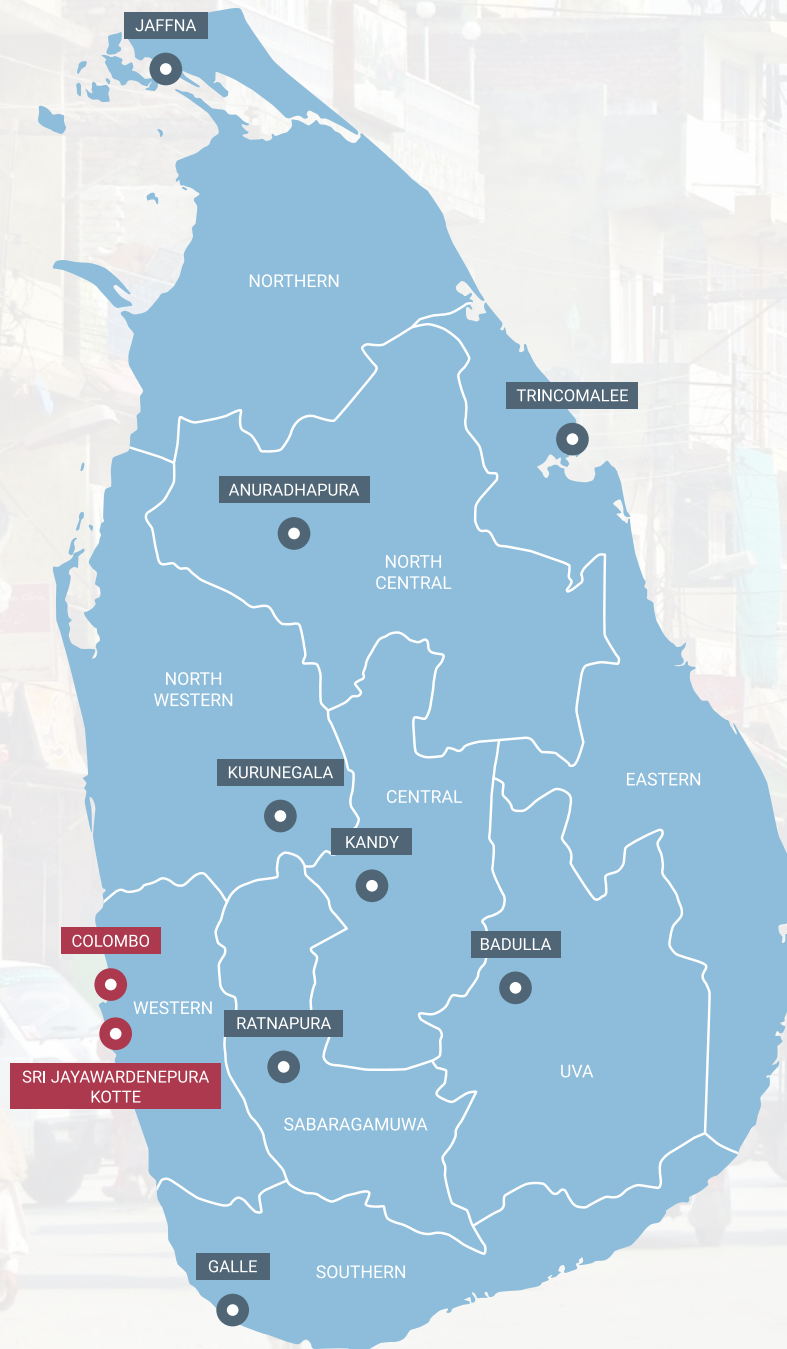 JAFFNA
NORTHERN
TRINCOMALEE
ANURADHAPURA
NORTH
CENTRAL
NORTH
WESTERN
KURUNEGALA
EASTERN
CENTRAL
KANDY
COLOMBO
BADULLA
WESTERN
RATNAPURA
UVA
SRI JAYAWARDENEPURA
KOTTE
SABARAGAMUWA
GALLE
SOUTHERN